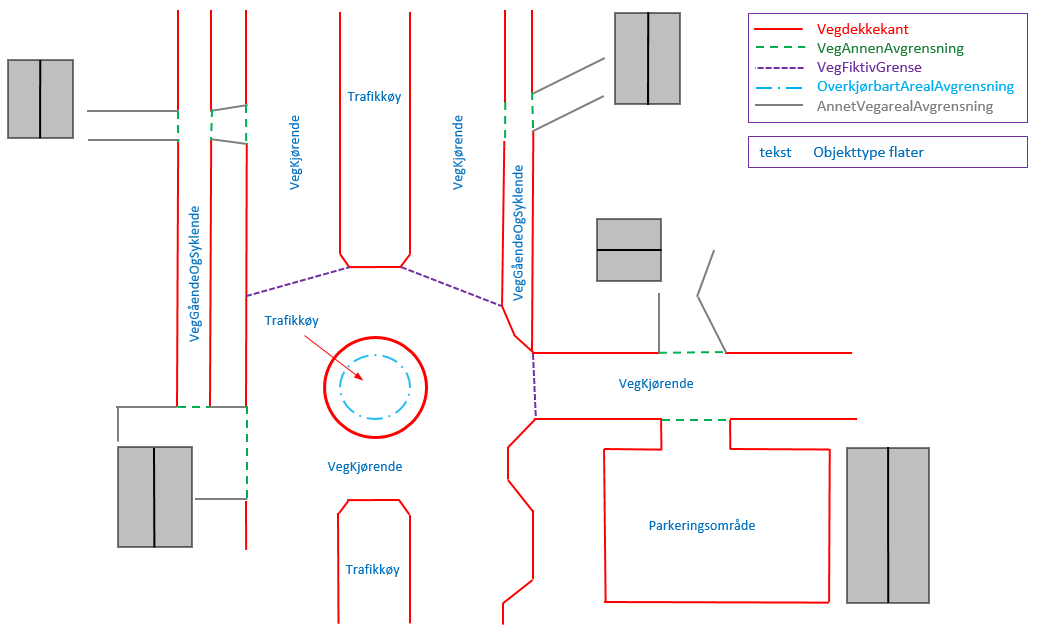 Vegdekkekant
VegAnnenAvgrensning
VegFiktivGrense
OverkjørbartArealAvgrensning
AnnetVegarealAvgrensning
tekst Objekttype flater
Trafikkøy
VegKjørende
VegKjørende
VegGåendeOgSyklende
VegGåendeOgSyklende
Trafikkøy
VegKjørende
VegKjørende
Parkeringsområde
Trafikkøy